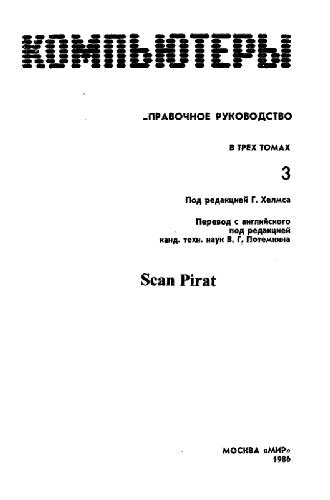 КОМПЬЮТЕРЫ
ПРАВОЧНОЕ РУКОВОДСТВО
В ТРЕХ ТОМАХ
3
Под редакцией Г. Хелмса
Перевод с английского
под редакцией
канд. техн. наук В. Г. Потемкина
Scan Pirat
МОСКВА «МИР»
1986